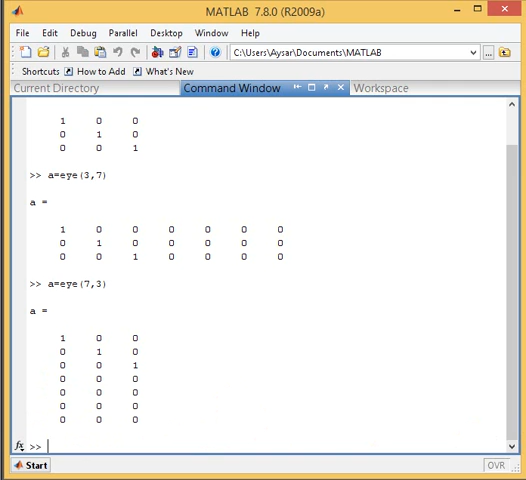 MATLAB 7.8.0 (R2009a)
File Edit Debug Parallel Desktop Window Help
C:\Users\Aysar\Documents\MATLAB
Shortcuts How to Add What's New
Current Directory Command Window Workspace
1 0 0
0 1 0
0 0 1
>> a=eye(3,7)
a =
1 0 0 0 0 0 0
0 1 0 0 0 0 0
0 0 1 0 0 0 0
>> a=eye(7,3)
a =
1 0 0
0 1 0
0 0 1
0 0 0
0 0 0
0 0 0
0 0 0
fx >>
Start OVR